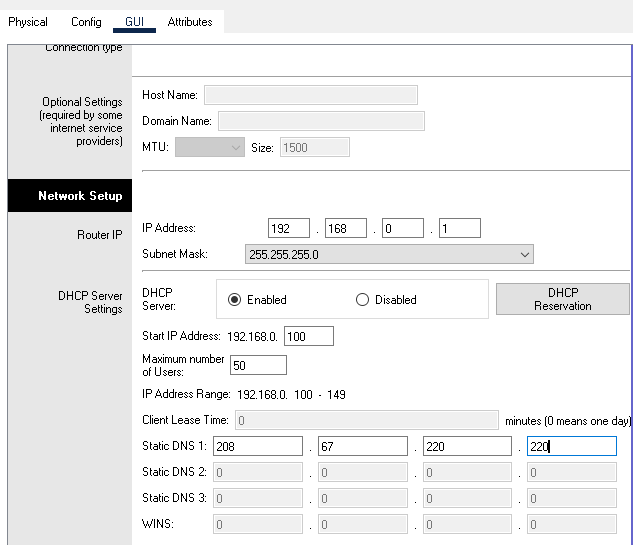 Physical Config GUI Attributes
Connection type
Optional Settings
(required by some
internet service
providers)
Host Name:
Domain Name:
MTU: Size: 1500
Network Setup
Router IP
IP Address: 192 . 168 . 0 . 1
Subnet Mask: 255.255.255.0
DHCP Server
Settings
DHCP
Server:
Enabled Disabled
DHCP
Reservation
Start IP Address: 192.168.0. 100
Maximum number
of Users:
50
IP Address Range: 192.168.0. 100 - 149
Client Lease Time: 0 minutes (0 means one day)
Static DNS 1: 208 . 67 . 220 . 220
Static DNS 2: 0 . 0 . 0 . 0
Static DNS 3: 0 . 0 . 0 . 0
WINS: 0 . 0 . 0 . 0